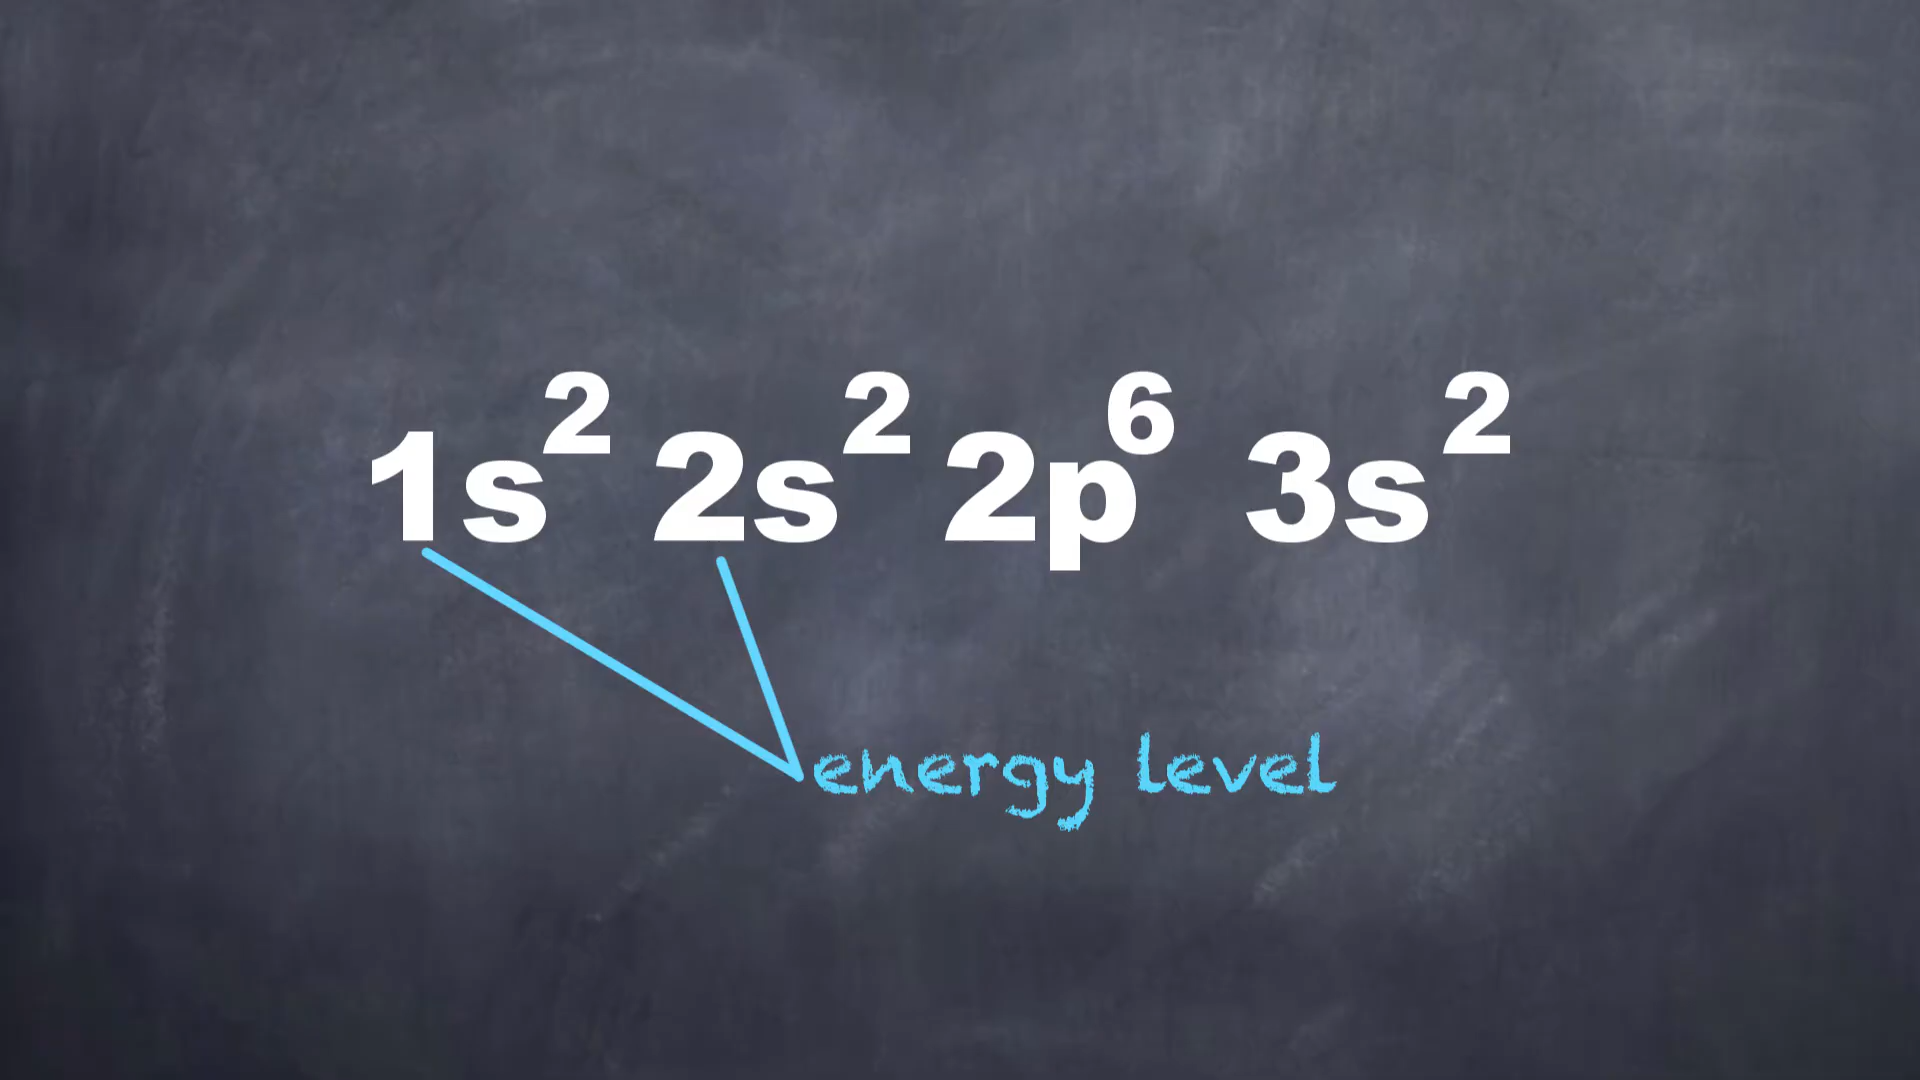 1s² 2s² 2p⁶ 3s²
energy level